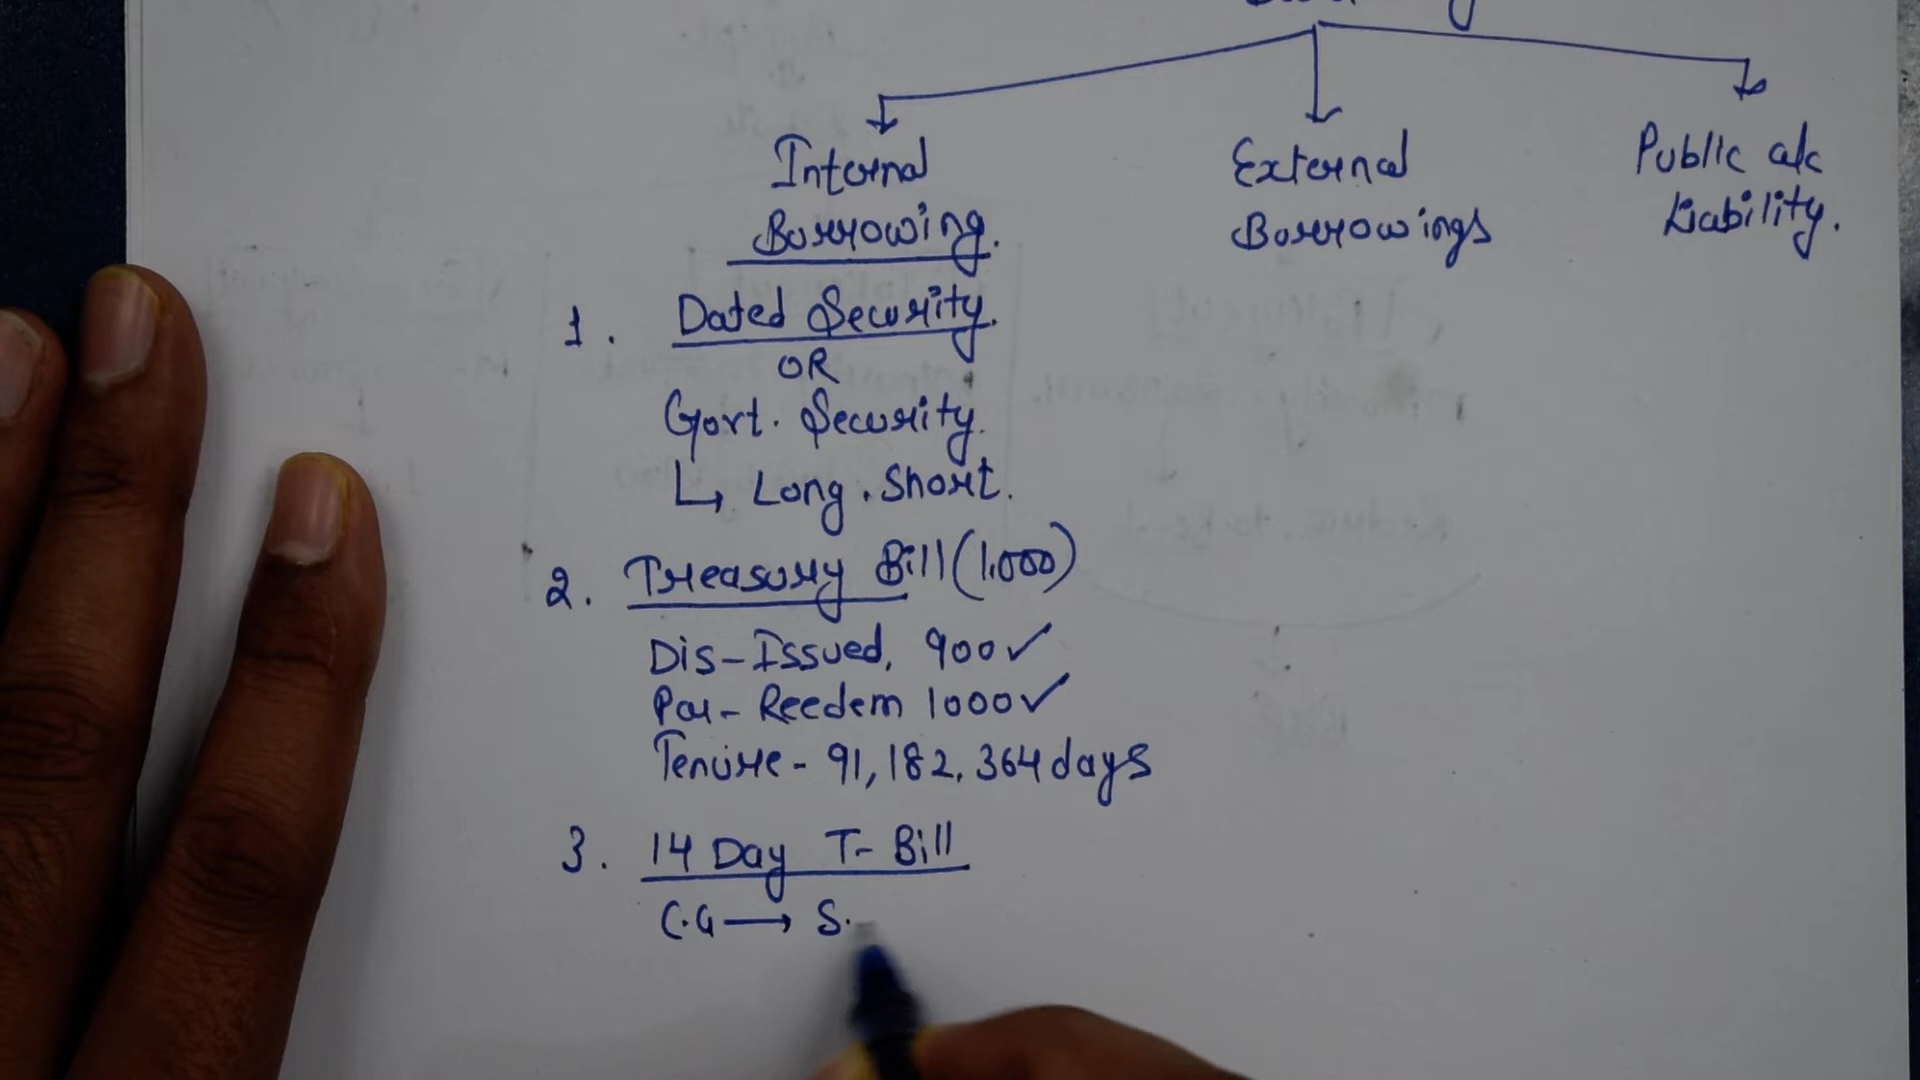 Internal
Borrowing.
External
Borrowings
Public a/c
Liability.
1. Dated Security.
OR
Govt. Security.
↳ Long. Short.
2. Treasury Bill (1,000)
Dis-Issued, 900✓
Par- Reedem 1000✓
Tenure - 91, 182, 364 days
3. 14 Day T- Bill
C.G → S.